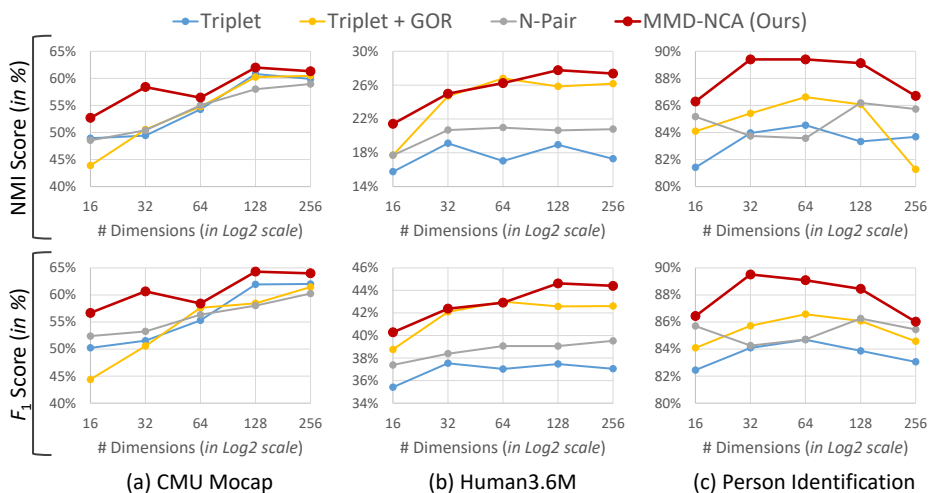 Triplet Triplet + GOR N-Pair MMD-NCA (Ours)
NMI Score (in %)
65% 60% 55% 50% 45% 40%
16 32 64 128 256
# Dimensions (in Log2 scale)
30% 26% 22% 18% 14%
16 32 64 128 256
# Dimensions (in Log2 scale)
90% 88% 86% 84% 82% 80%
16 32 64 128 256
# Dimensions (in Log2 scale)
F1 Score (in %)
65% 60% 55% 50% 45% 40%
16 32 64 128 256
# Dimensions (in Log2 scale)
46% 44% 42% 40% 38% 36% 34%
16 32 64 128 256
# Dimensions (in Log2 scale)
90% 88% 86% 84% 82% 80%
16 32 64 128 256
# Dimensions (in Log2 scale)
(a) CMU Mocap (b) Human3.6M (c) Person Identification